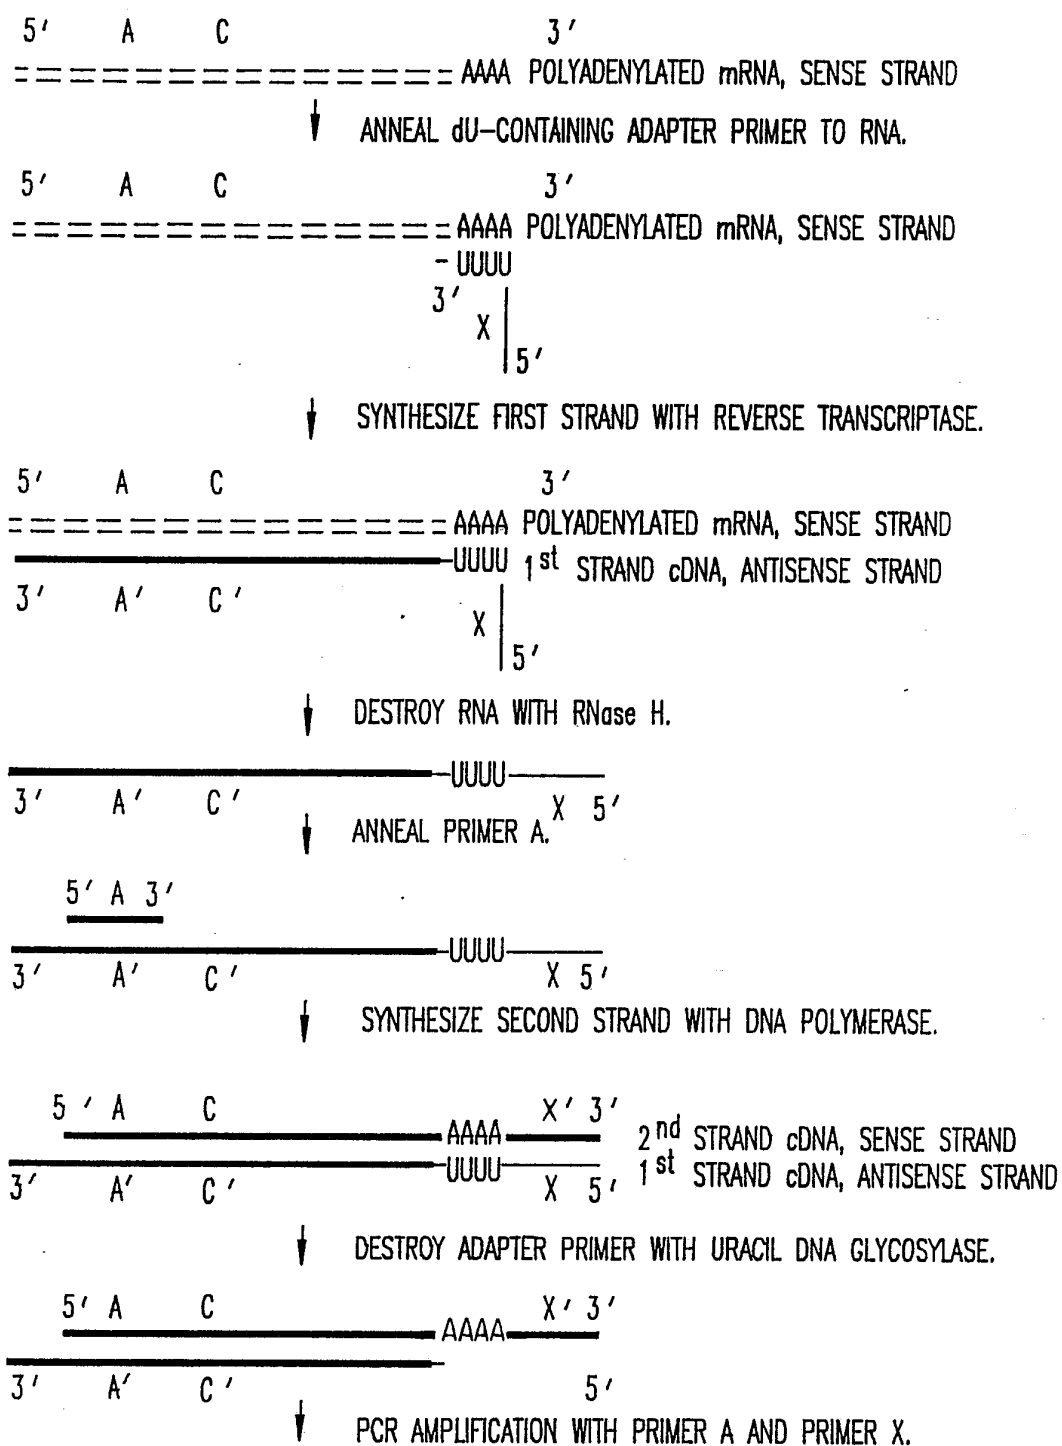 5′ A C 3′
AAAA POLYADENYLATED mRNA, SENSE STRAND
ANNEAL dU-CONTAINING ADAPTER PRIMER TO RNA.
5′ A C 3′
AAAA POLYADENYLATED mRNA, SENSE STRAND
UUUU
3′
X
5′
SYNTHESIZE FIRST STRAND WITH REVERSE TRANSCRIPTASE.
5′ A C 3′
AAAA POLYADENYLATED mRNA, SENSE STRAND
UUUU 1st STRAND cDNA, ANTISENSE STRAND
3′ A′ C′
X
5′
DESTROY RNA WITH RNase H.
UUUU
3′ A′ C′ X 5′
ANNEAL PRIMER A.
5′ A 3′
UUUU
3′ A′ C′ X 5′
SYNTHESIZE SECOND STRAND WITH DNA POLYMERASE.
5′ A C X′ 3′
AAAA 2nd STRAND cDNA, SENSE STRAND
UUUU 1st STRAND cDNA, ANTISENSE STRAND
3′ A′ C′ X 5′
DESTROY ADAPTER PRIMER WITH URACIL DNA GLYCOSYLASE.
5′ A C X′ 3′
AAAA
3′ A′ C′ 5′
PCR AMPLIFICATION WITH PRIMER A AND PRIMER X.